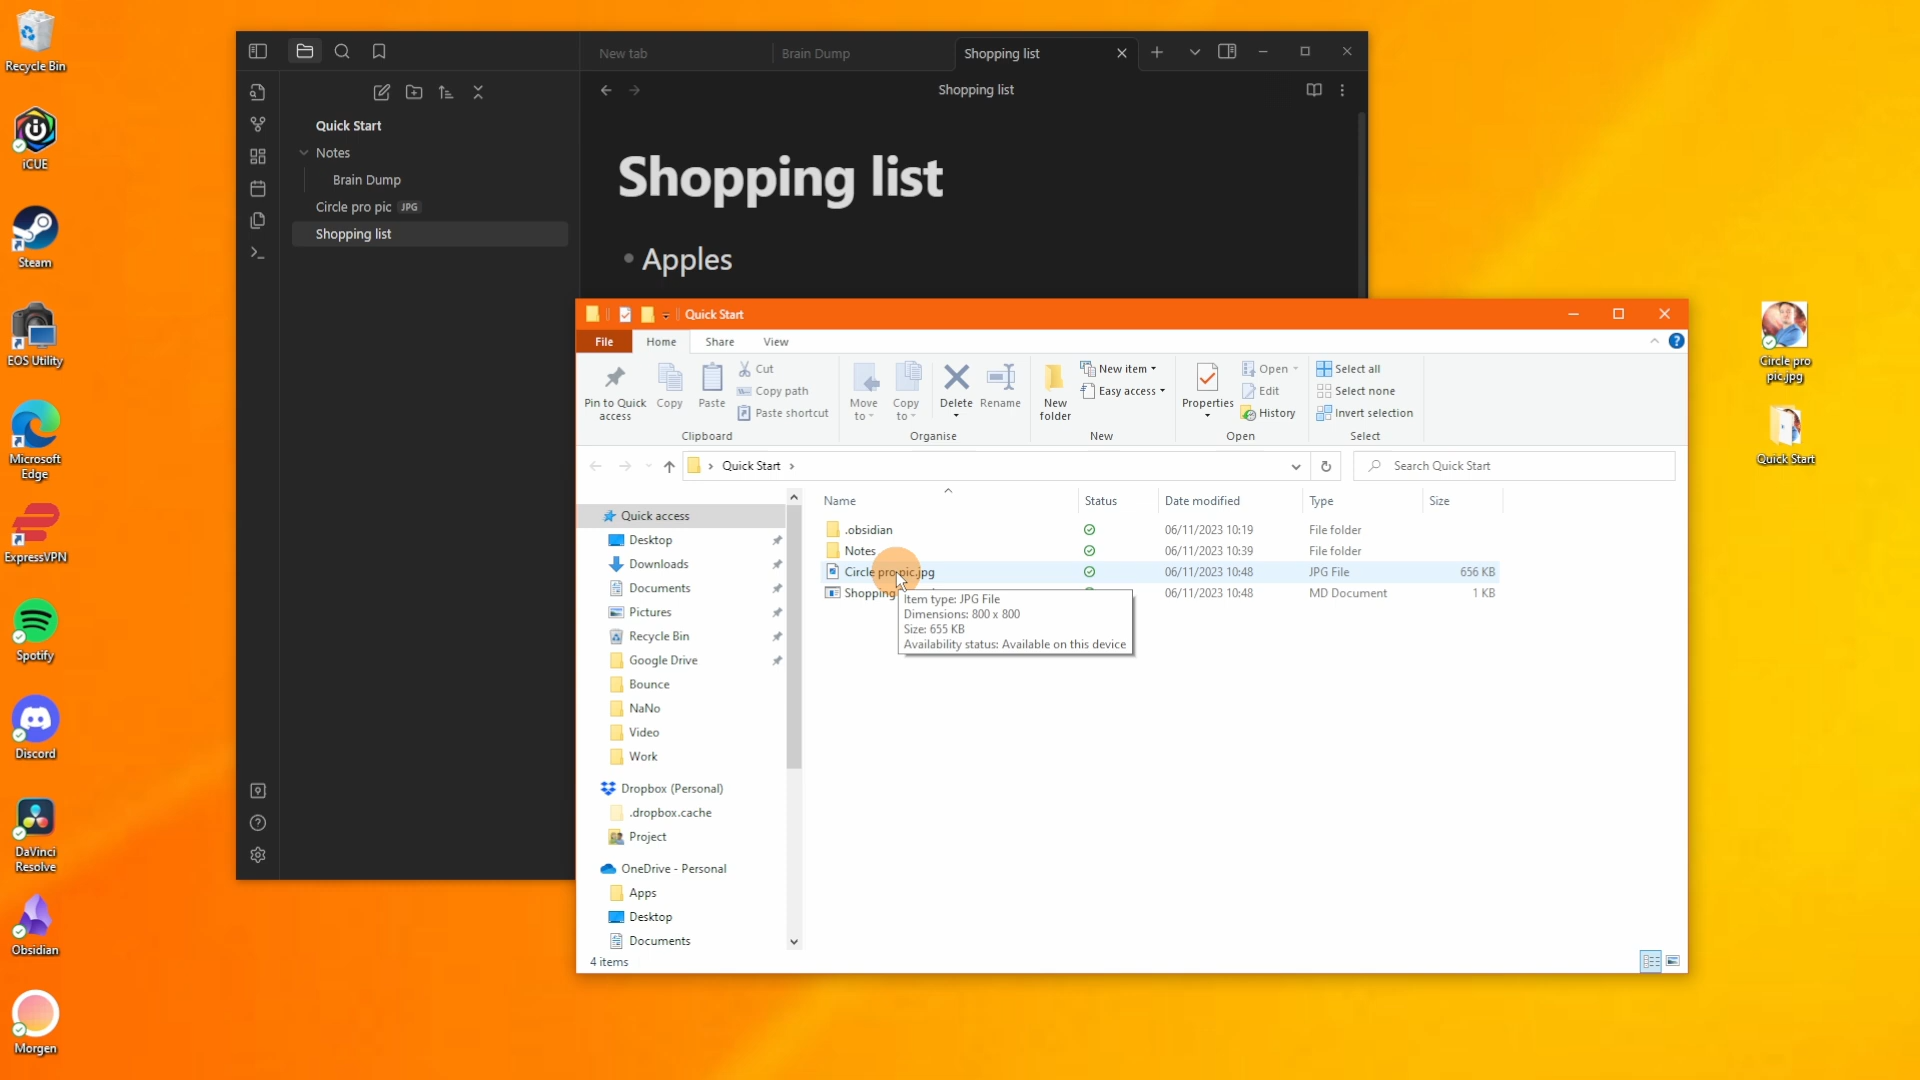 Recycle Bin
iCUE
Steam
EOS Utility
Microsoft
Edge
ExpressVPN
Spotify
Discord
DaVinci
Resolve
Obsidian
Morgen
New tab
Brain Dump
Shopping list
Shopping list
Quick Start
Notes
Brain Dump
Circle pro pic JPG
Shopping list
Shopping list
Apples
Quick Start
File Home Share View
Pin to Quick
access
Copy
Paste
Cut
Copy path
Paste shortcut
Clipboard
Move
to
Copy
to
Delete
Rename
Organise
New
folder
New item
Easy access
New
Properties
Open
Edit
History
Open
Select all
Select none
Invert selection
Select
Quick Start
Search Quick Start
Name Status Date modified Type Size
.obsidian 06/11/2023 10:19 File folder
Notes 06/11/2023 10:39 File folder
Circle pro pic.jpg 06/11/2023 10:48 JPG File 656 KB
Shopping 06/11/2023 10:48 MD Document 1 KB
Item type: JPG File
Dimensions: 800 x 800
Size: 655 KB
Availability status: Available on this device
Quick access
Desktop
Downloads
Documents
Pictures
Recycle Bin
Google Drive
Bounce
NaNo
Video
Work
Dropbox (Personal)
.dropbox.cache
Project
OneDrive - Personal
Apps
Desktop
Documents
4 items
Circle pro
pic.jpg
Quick Start